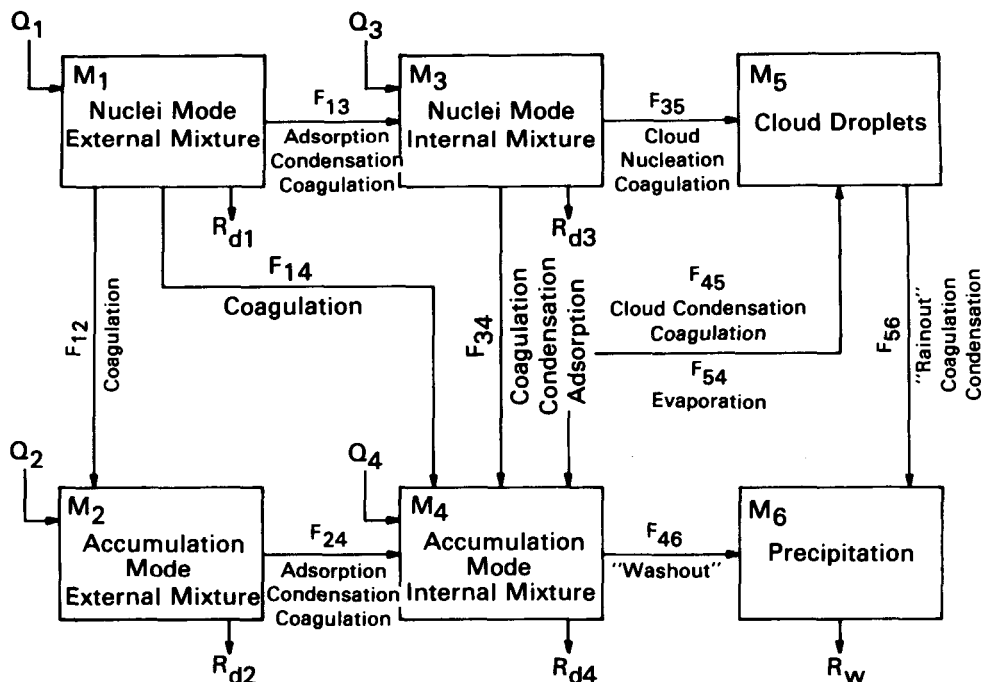 Q1
M1
Nuclei Mode
External Mixture
F13
Adsorption
Condensation
Coagulation
Q3
M3
Nuclei Mode
Internal Mixture
F35
Cloud
Nucleation
Coagulation
M5
Cloud Droplets
Rd1
Rd3
F12
Coagulation
F14
Coagulation
F34
Coagulation
Condensation
Adsorption
F45
Cloud Condensation
Coagulation
F54
Evaporation
F56
"Rainout"
Coagulation
Condensation
Q2
M2
Accumulation
Mode
External Mixture
F24
Adsorption
Condensation
Coagulation
Q4
M4
Accumulation
Mode
Internal Mixture
F46
"Washout"
M6
Precipitation
Rd2
Rd4
Rw